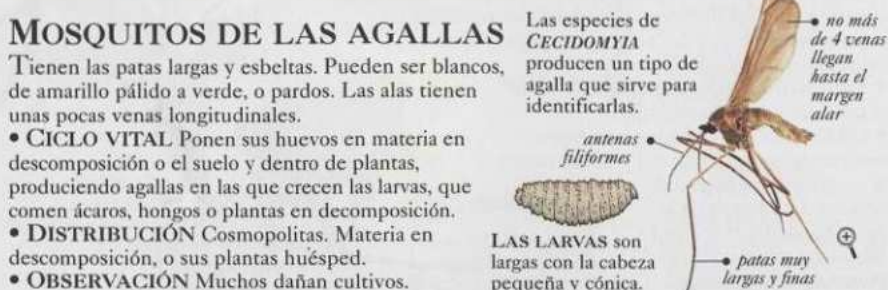 MOSQUITOS DE LAS AGALLAS
Tienen las patas largas y esbeltas. Pueden ser blancos,
de amarillo pálido a verde, o pardos. Las alas tienen
unas pocas venas longitudinales.
• CICLO VITAL Ponen sus huevos en materia en
descomposición o el suelo y dentro de plantas,
produciendo agallas en las que crecen las larvas, que
comen ácaros, hongos o plantas en decomposición.
• DISTRIBUCIÓN Cosmopolitas. Materia en
descomposición, o sus plantas huésped.
• OBSERVACIÓN Muchos dañan cultivos.
Las especies de
CECIDOMYIA
producen un tipo de
agalla que sirve para
identificarlas.
antenas
filiformes
LAS LARVAS son
largas con la cabeza
pequeña y cónica.
no más
de 4 venas
llegan
hasta el
margen
alar
patas muy
largas y finas